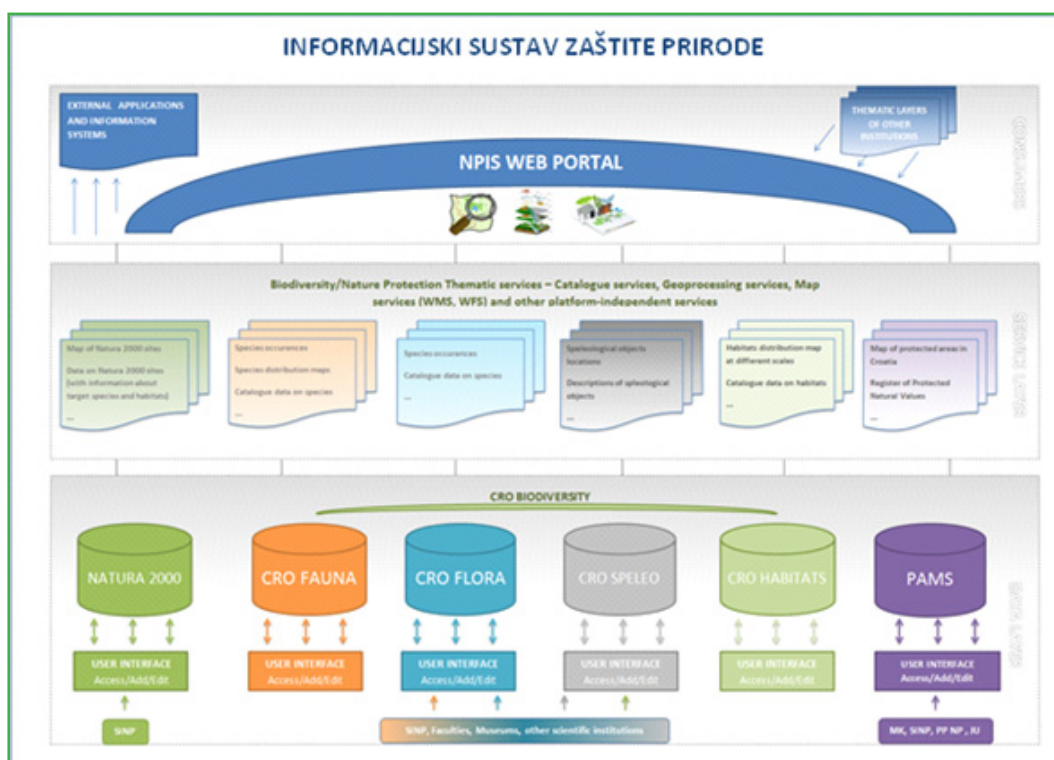 INFORMACIJSKI SUSTAV ZAŠTITE PRIRODE
EXTERNAL APPLICATIONS
AND INFORMATION
SYSTEMS
THEMATIC LAYERS
OF OTHER
INSTITUTIONS
NPIS WEB PORTAL
Biodiversity/Nature Protection Thematic services – Catalogue services, Geoprocessing services, Map
services (WMS, WFS) and other platform-independent services
SERVICE LAYER
Map of Natura 2000 sites
Data on Natura 2000 sites
(with information about
target species and habitats)
...
Species occurences
Species distribution maps
Catalogue data on species
...
Species occurences
Catalogue data on species
...
Speleological objects
locations
Descriptions of spleological
objects
...
Habitats distribution map
at different scales
Catalogue data on habitats
...
Map of protected areas in
Croatia
Register of Protected
Natural Values
...
CRO BIODIVERSITY
DATA LAYER
NATURA 2000
CRO FAUNA
CRO FLORA
CRO SPELEO
CRO HABITATS
PAMS
USER INTERFACE
Access/Add/Edit
USER INTERFACE
Access/Add/Edit
USER INTERFACE
Access/Add/Edit
USER INTERFACE
Access/Add/Edit
USER INTERFACE
Access/Add/Edit
USER INTERFACE
Access/Add/Edit
SINP
SINP, Faculties, Museums, other scientific institutions
MK, SINP, PP NP, JU